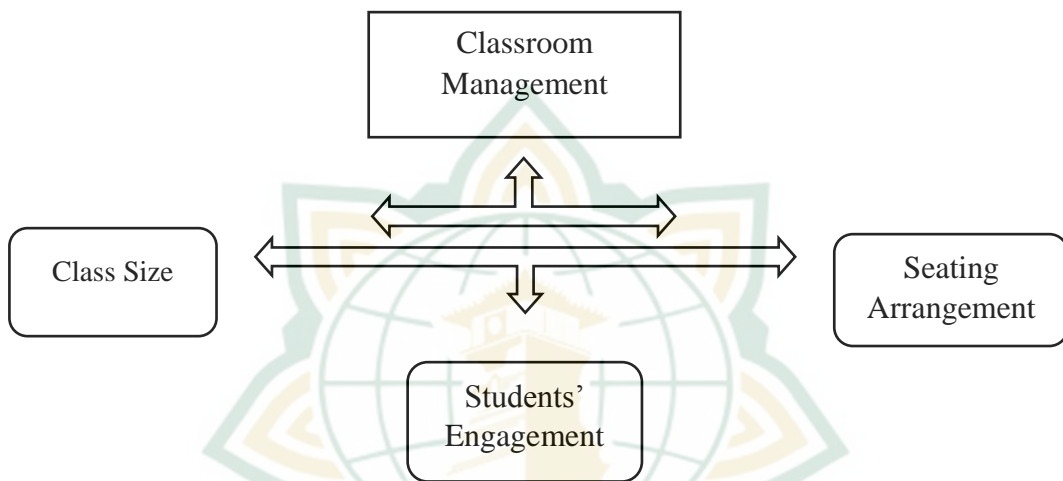 Classroom
Management
Class Size
Seating
Arrangement
Students’
Engagement